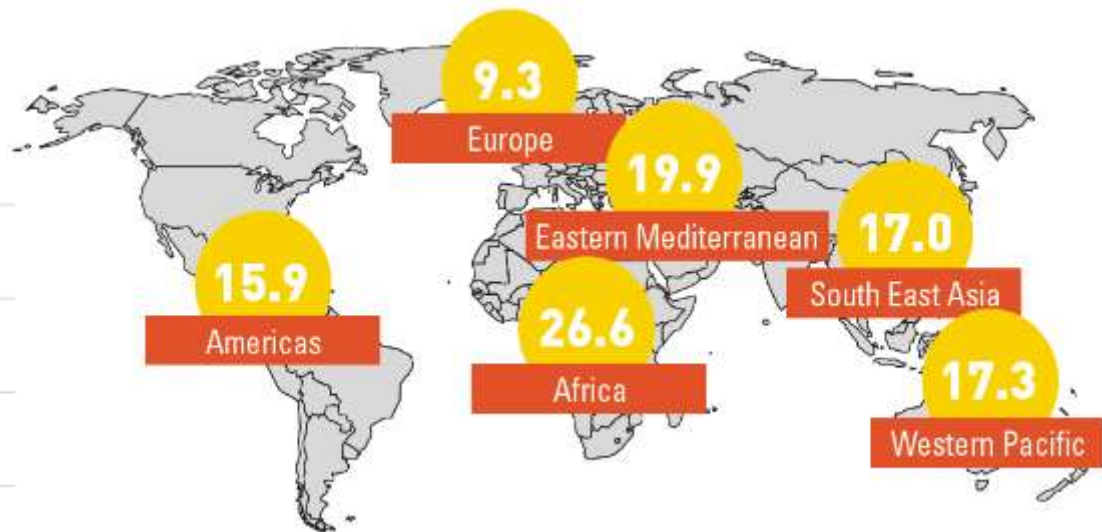 9.3
Europe
19.9
Eastern Mediterranean
17.0
South East Asia
15.9
Americas
26.6
Africa
17.3
Western Pacific